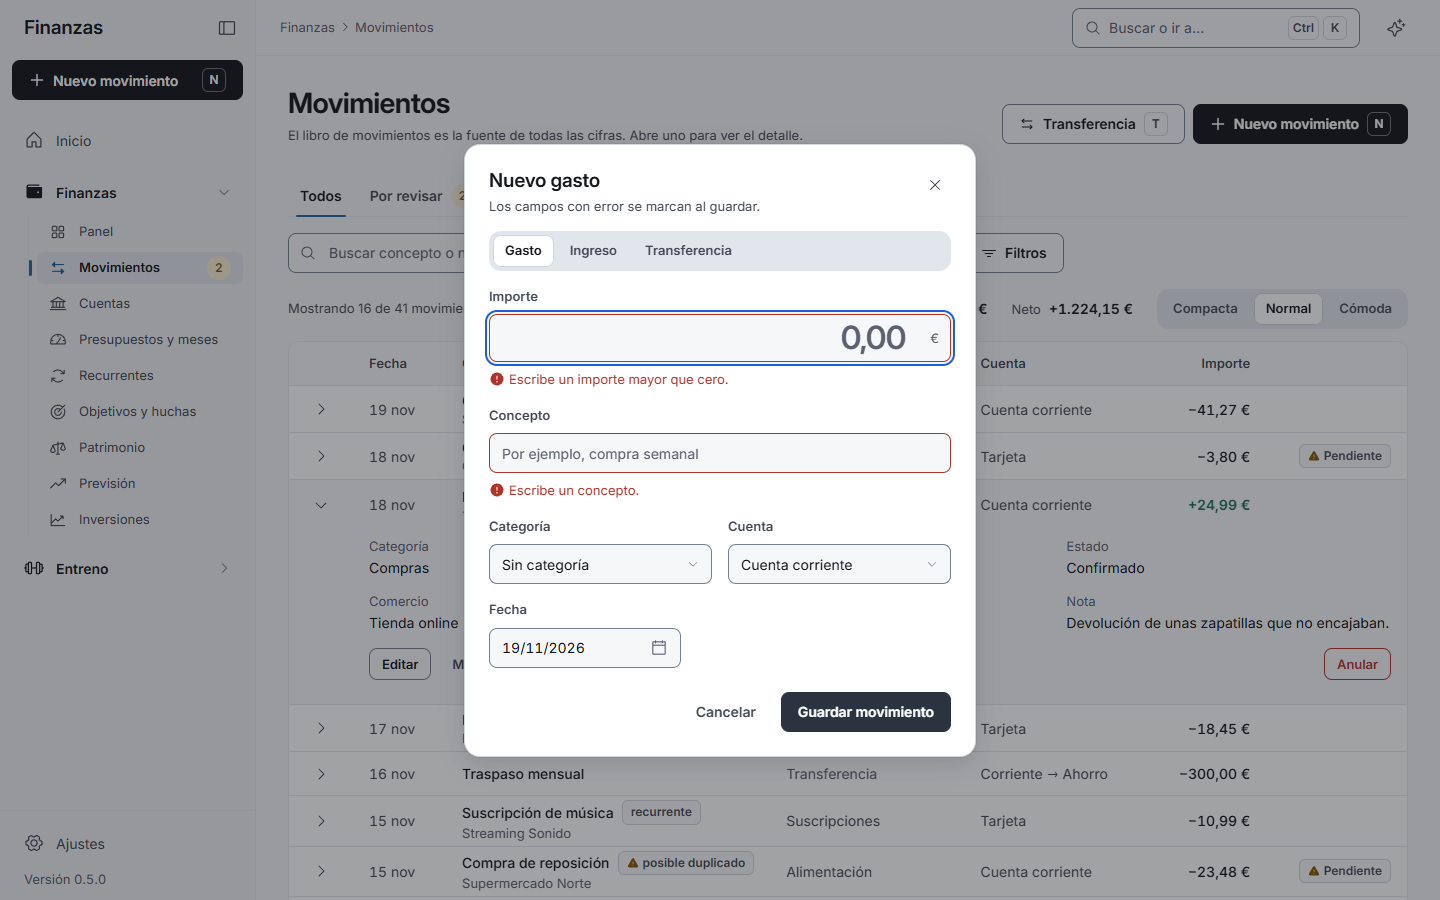 Finanzas
Nuevo movimiento N
Inicio
Finanzas
Panel
Movimientos 2
Cuentas
Presupuestos y meses
Recurrentes
Objetivos y huchas
Patrimonio
Previsión
Inversiones
Entreno
Ajustes
Versión 0.5.0
Finanzas > Movimientos
Buscar o ir a... Ctrl K
Movimientos
El libro de movimientos es la fuente de todas las cifras. Abre uno para ver el detalle.
Transferencia T
Nuevo movimiento N
Todos Por revisar
Buscar concepto o
Filtros
Mostrando 16 de 41
€ Neto +1.224,15 €
Compacta Normal Cómoda
Fecha Cuenta Importe
19 nov Cuenta corriente −41,27 €
18 nov Tarjeta −3,80 € Pendiente
18 nov Cuenta corriente +24,99 €
Categoría
Compras
Estado
Confirmado
Comercio
Tienda online
Nota
Devolución de unas zapatillas que no encajaban.
Editar
Anular
17 nov Tarjeta −18,45 €
16 nov Traspaso mensual Transferencia Corriente → Ahorro −300,00 €
15 nov Suscripción de música recurrente Suscripciones Tarjeta −10,99 €
Streaming Sonido
15 nov Compra de reposición posible duplicado Alimentación Cuenta corriente −23,48 € Pendiente
Supermercado Norte
Nuevo gasto
Los campos con error se marcan al guardar.
Gasto Ingreso Transferencia
Importe
0,00 €
Escribe un importe mayor que cero.
Concepto
Por ejemplo, compra semanal
Escribe un concepto.
Categoría Cuenta
Sin categoría Cuenta corriente
Fecha
19/11/2026
Cancelar Guardar movimiento